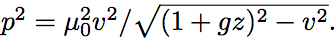 p² = μ₀²v²/√((1 + gz)² − v²).